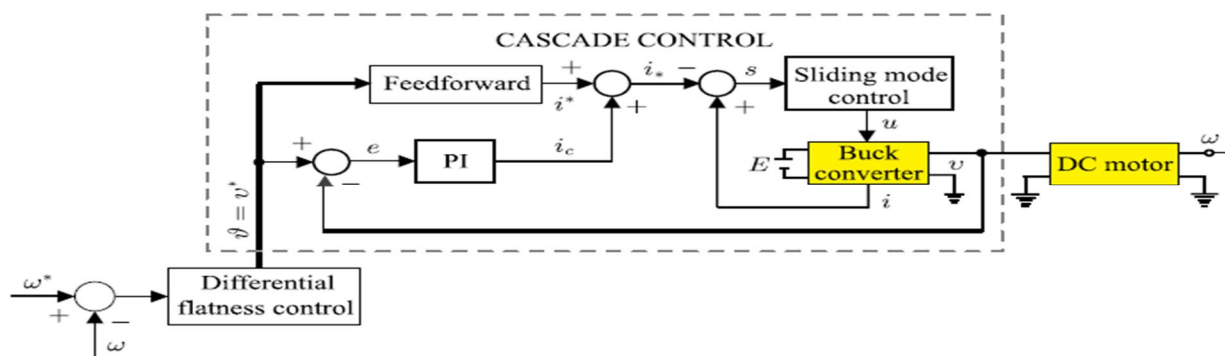 CASCADE CONTROL
Feedforward
+
i*
+
i*
−
+
s
Sliding mode
control
u
+
e
−
PI
i_c
E
Buck
converter
v
i
DC motor
ω
ϑ = v*
ω*
+
−
ω
Differential
flatness control